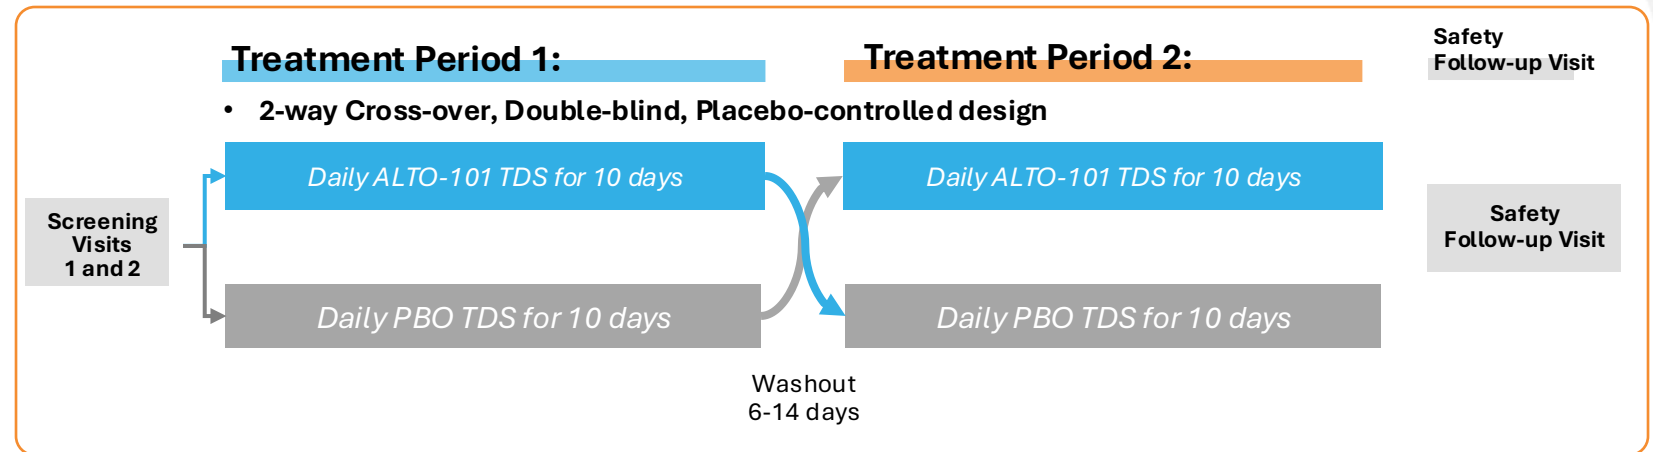 Treatment Period 1:
Treatment Period 2:
Safety
Follow-up Visit
• 2-way Cross-over, Double-blind, Placebo-controlled design
Screening
Visits
1 and 2
Daily ALTO-101 TDS for 10 days
Daily ALTO-101 TDS for 10 days
Safety
Follow-up Visit
Daily PBO TDS for 10 days
Daily PBO TDS for 10 days
Washout
6-14 days